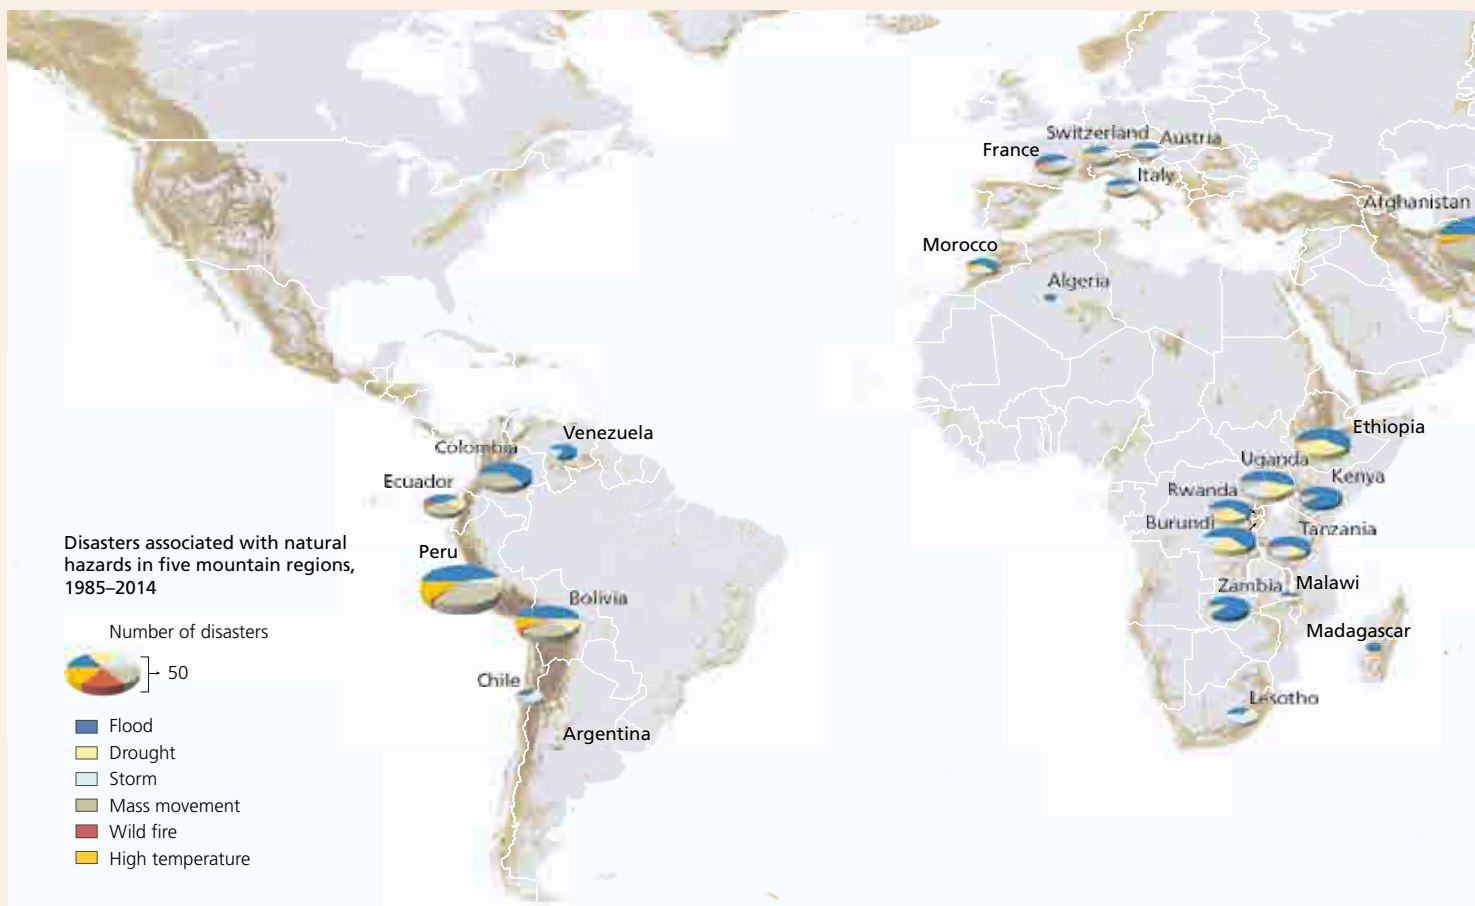 Switzerland
Austria
France
Italy
Afghanistan
Morocco
Algeria
Venezuela
Colombia
Ethiopia
Uganda
Ecuador
Kenya
Rwanda
Burundi
Tanzania
Disasters associated with natural
hazards in five mountain regions,
1985–2014
Peru
Bolivia
Zambia
Malawi
Number of disasters
Madagascar
50
Chile
Lesotho
Flood
Argentina
Drought
Storm
Mass movement
Wild fire
High temperature